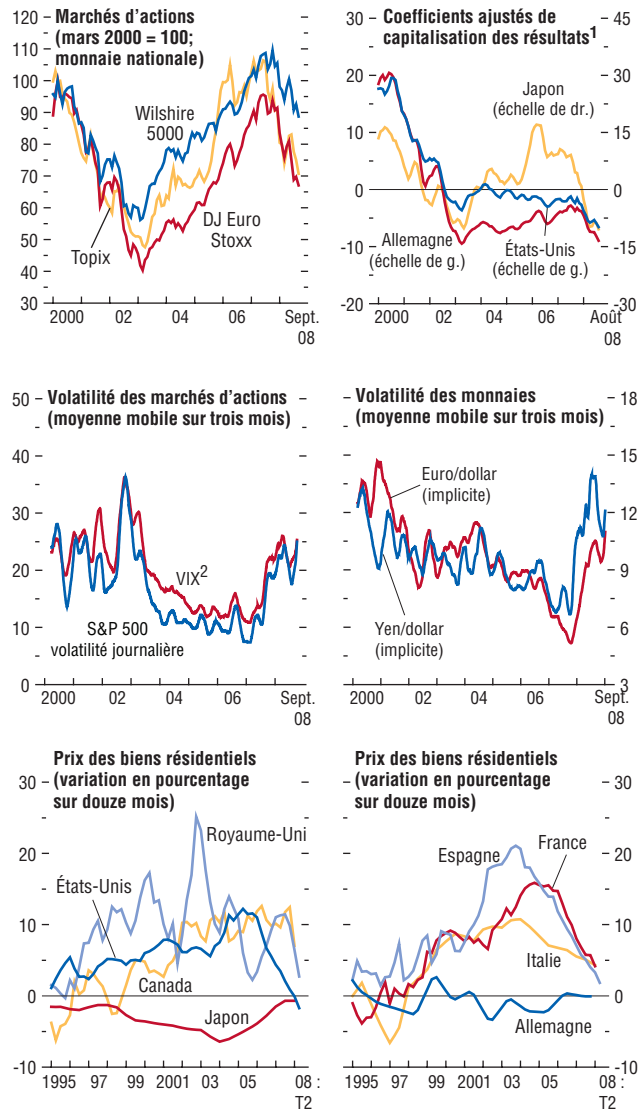 Marchés d'actions
(mars 2000 = 100;
monnaie nationale)
120
110
100
90
80
70
60
50
40
30
Wilshire
5000
Topix
DJ Euro
Stoxx
2000 02 04 06 Sept.
08
Coefficients ajustés de
capitalisation des résultats1
30
20
10
0
-10
-20
45
30
15
0
-15
-30
Japon
(échelle de dr.)
Allemagne
(échelle de g.)
États-Unis
(échelle de g.)
2000 02 04 06 Août
08
Volatilité des marchés d'actions
(moyenne mobile sur trois mois)
50
40
30
20
10
0
VIX2
S&P 500
volatilité journalière
2000 02 04 06 Sept.
08
Volatilité des monnaies
(moyenne mobile sur trois mois)
18
15
12
9
6
3
Euro/dollar
(implicite)
Yen/dollar
(implicite)
2000 02 04 06 Sept.
08
Prix des biens résidentiels
(variation en pourcentage
sur douze mois)
30
20
10
0
-10
Royaume-Uni
États-Unis
Canada
Japon
1995 97 99 2001 03 05 08 :
T2
Prix des biens résidentiels
(variation en pourcentage
sur douze mois)
30
20
10
0
-10
Espagne
France
Italie
Allemagne
1995 97 99 2001 03 05 08 :
T2